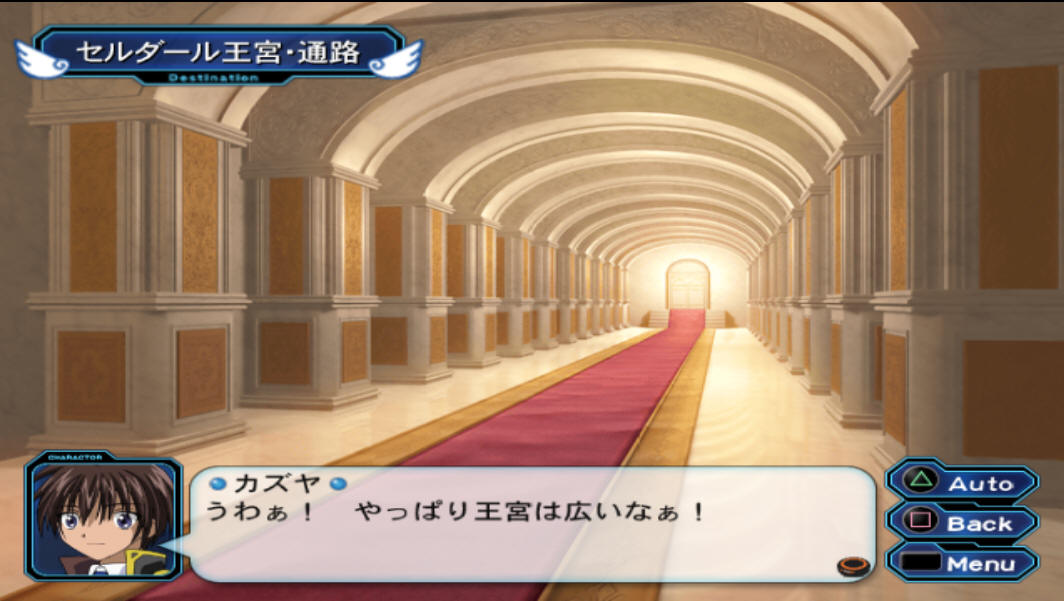 セルダール王宮・通路
Destination
CHARACTOR
カズヤ
うわぁ！　やっぱり王宮は広いなぁ！
Auto
Back
Menu